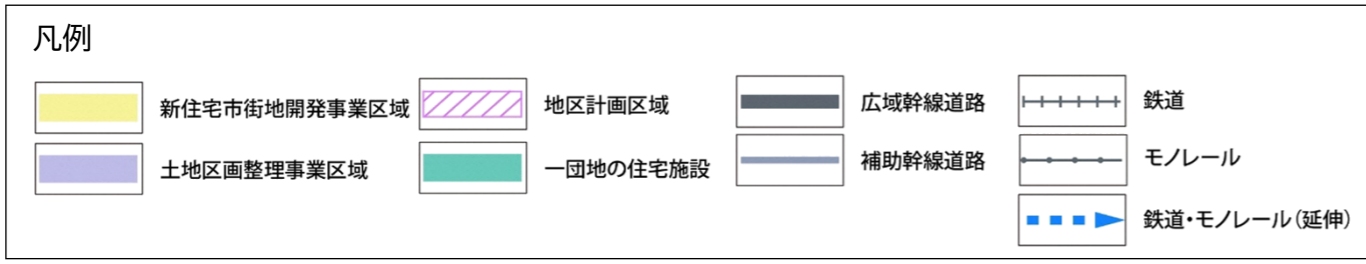 凡例
新住宅市街地開発事業区域
地区計画区域
広域幹線道路
鉄道
土地区画整理事業区域
一団地の住宅施設
補助幹線道路
モノレール
鉄道・モノレール(延伸)